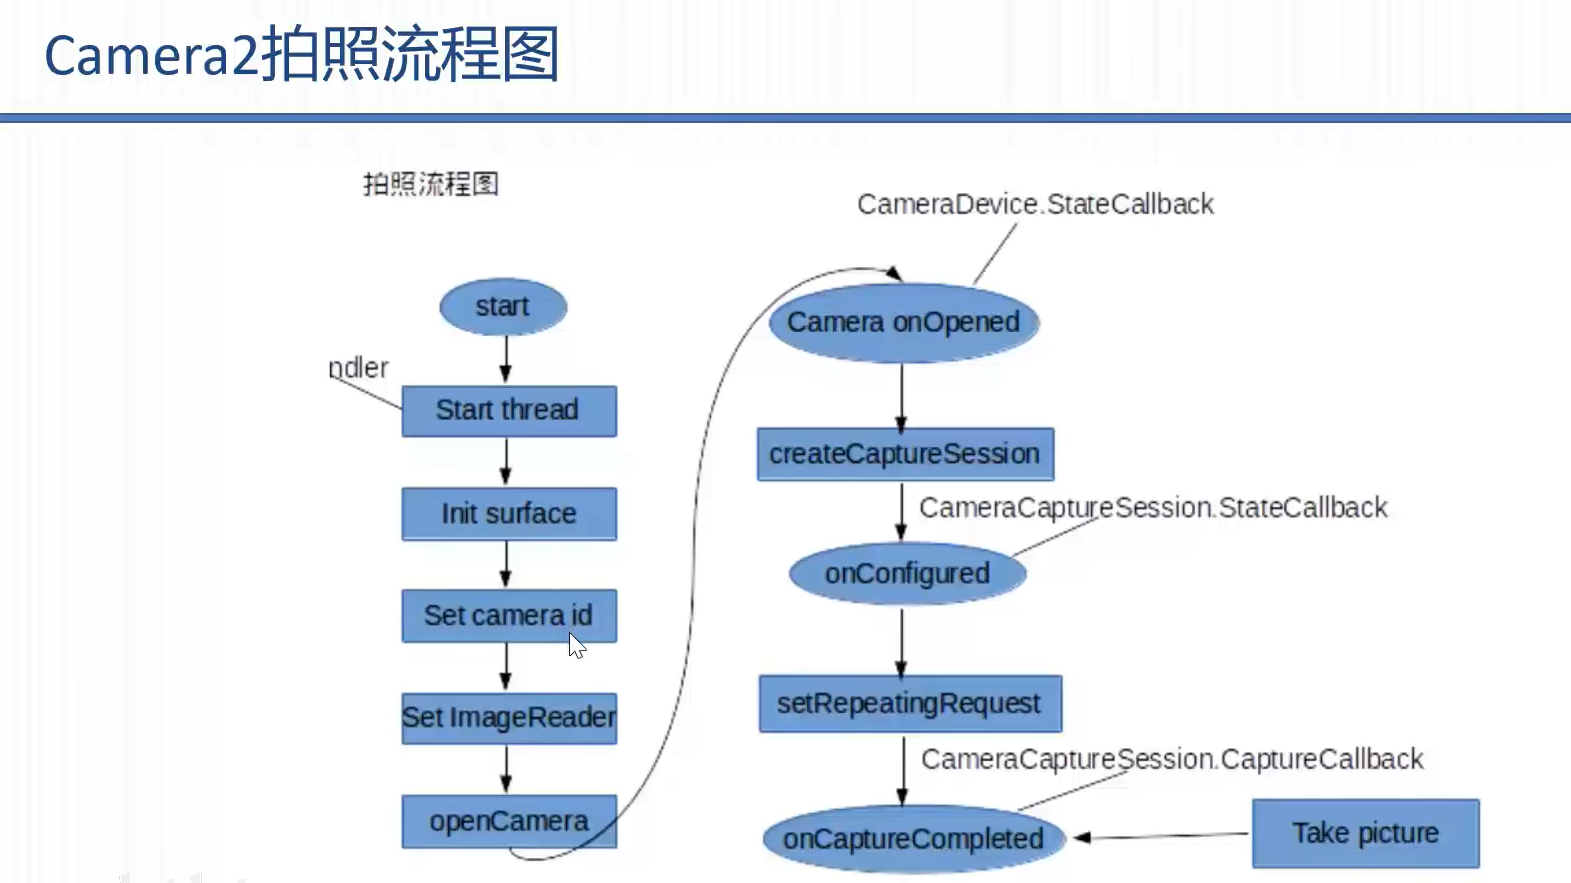 Camera2拍照流程图
拍照流程图
start
ndler
Start thread
Init surface
Set camera id
Set ImageReader
openCamera
CameraDevice.StateCallback
Camera onOpened
createCaptureSession
CameraCaptureSession.StateCallback
onConfigured
setRepeatingRequest
CameraCaptureSession.CaptureCallback
onCaptureCompleted
Take picture